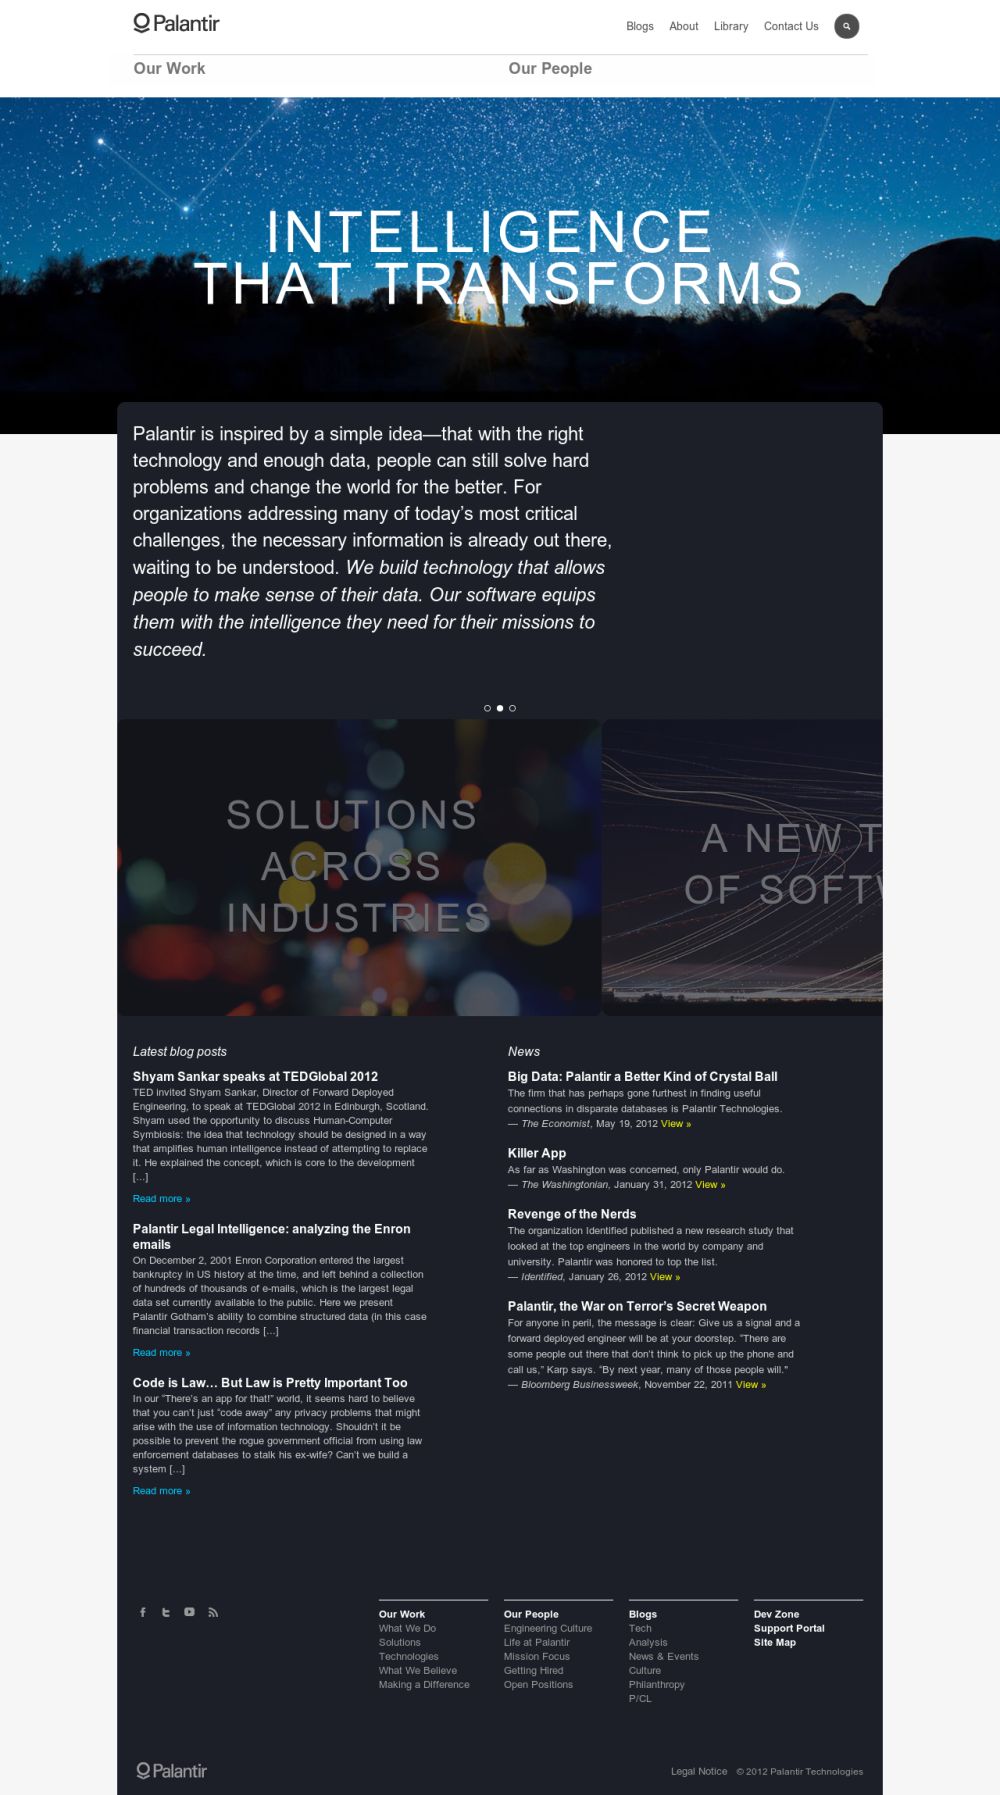 Palantir
Blogs About Library Contact Us
Our Work Our People
INTELLIGENCE
THAT TRANSFORMS
Palantir is inspired by a simple idea—that with the right
technology and enough data, people can still solve hard
problems and change the world for the better. For
organizations addressing many of today’s most critical
challenges, the necessary information is already out there,
waiting to be understood. We build technology that allows
people to make sense of their data. Our software equips
them with the intelligence they need for their missions to
succeed.
SOLUTIONS
ACROSS
INDUSTRIES
A NEW T
OF SOFTW
Latest blog posts
Shyam Sankar speaks at TEDGlobal 2012
TED invited Shyam Sankar, Director of Forward Deployed
Engineering, to speak at TEDGlobal 2012 in Edinburgh, Scotland.
Shyam used the opportunity to discuss Human-Computer
Symbiosis: the idea that technology should be designed in a way
that amplifies human intelligence instead of attempting to replace
it. He explained the concept, which is core to the development
[…]
Read more »
Palantir Legal Intelligence: analyzing the Enron
emails
On December 2, 2001 Enron Corporation entered the largest
bankruptcy in US history at the time, and left behind a collection
of hundreds of thousands of e-mails, which is the largest legal
data set currently available to the public. Here we present
Palantir Gotham’s ability to combine structured data (in this case
financial transaction records […]
Read more »
Code is Law… But Law is Pretty Important Too
In our “There’s an app for that!” world, it seems hard to believe
that you can’t just “code away” any privacy problems that might
arise with the use of information technology. Shouldn’t it be
possible to prevent the rogue government official from using law
enforcement databases to stalk his ex-wife? Can’t we build a
system […]
Read more »
News
Big Data: Palantir a Better Kind of Crystal Ball
The firm that has perhaps gone furthest in finding useful
connections in disparate databases is Palantir Technologies.
— The Economist, May 19, 2012 View »
Killer App
As far as Washington was concerned, only Palantir would do.
— The Washingtonian, January 31, 2012 View »
Revenge of the Nerds
The organization Identified published a new research study that
looked at the top engineers in the world by company and
university. Palantir was honored to top the list.
— Identified, January 26, 2012 View »
Palantir, the War on Terror’s Secret Weapon
For anyone in peril, the message is clear: Give us a signal and a
forward deployed engineer will be at your doorstep. “There are
some people out there that don’t think to pick up the phone and
call us,” Karp says. “By next year, many of those people will.”
— Bloomberg Businessweek, November 22, 2011 View »
Our Work
What We Do
Solutions
Technologies
What We Believe
Making a Difference
Our People
Engineering Culture
Life at Palantir
Mission Focus
Getting Hired
Open Positions
Blogs
Tech
Analysis
News & Events
Culture
Philanthropy
P/CL
Dev Zone
Support Portal
Site Map
Palantir
Legal Notice © 2012 Palantir Technologies